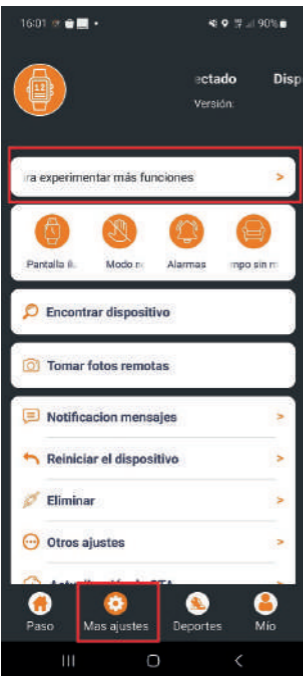 16:01
90%
ectado Disp
Versión:
ra experimentar más funciones >
Pantalla Modo Alarmas mpo sin
Encontrar dispositivo
Tomar fotos remotas
Notificacion mensajes >
Reiniciar el dispositivo >
Eliminar >
Otros ajustes >
Paso Mas ajustes Deportes Mío